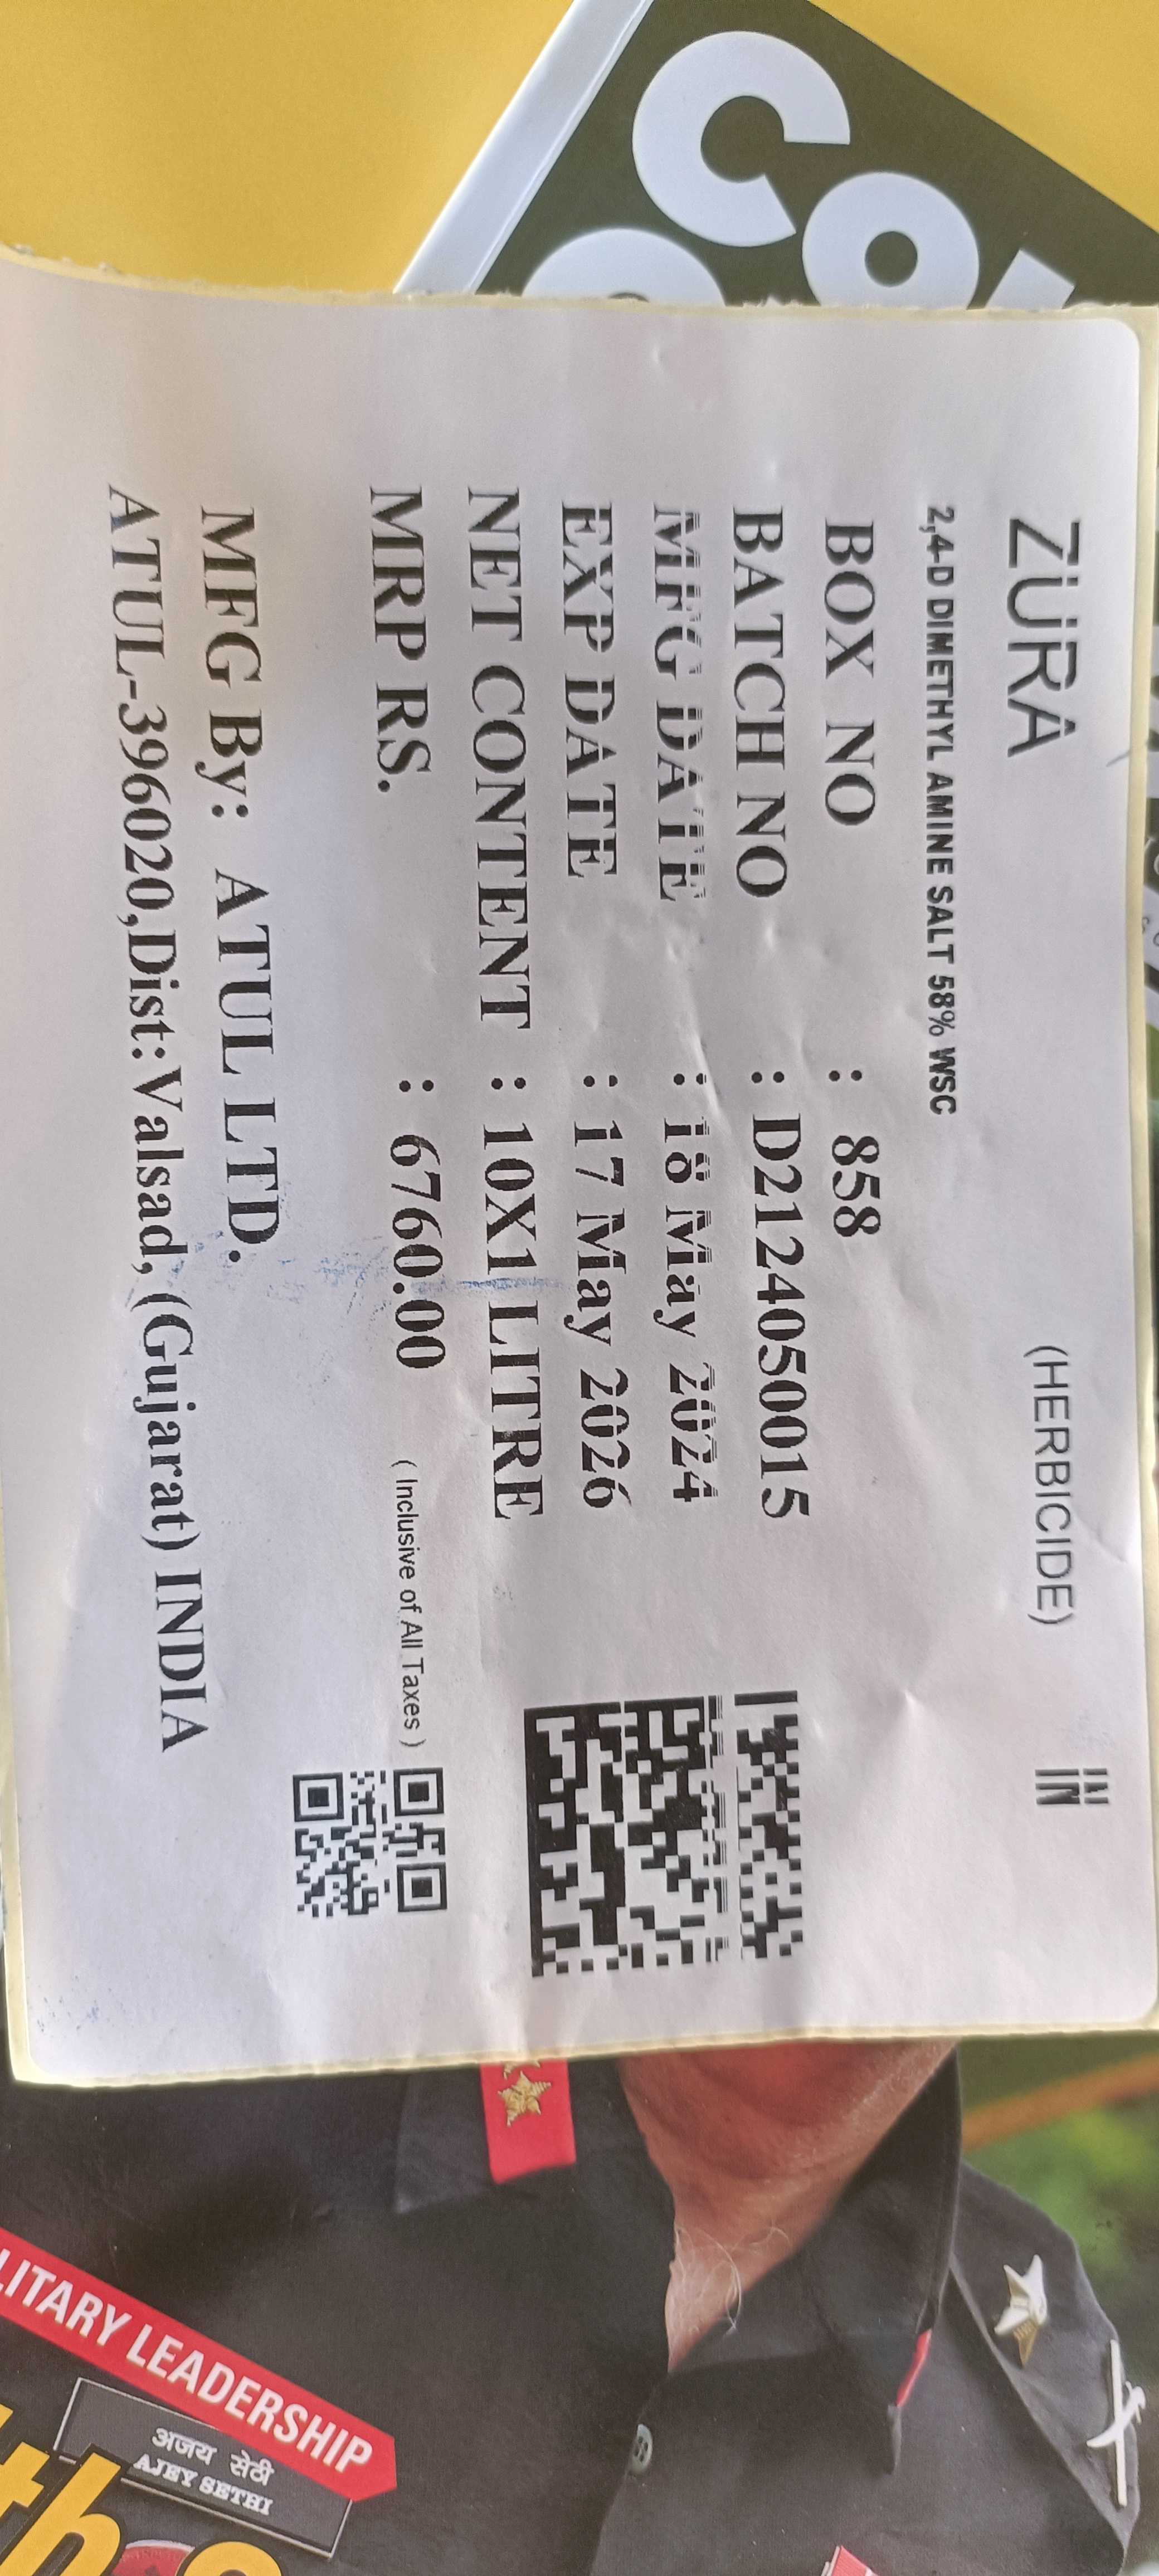 ZURA (HERBICIDE) IN
2,4-D DIMETHYL AMINE SALT 58% WSC
BOX NO : 858
BATCH NO : D2124050015
MFG DATE : 18 May 2024
EXP DATE : 17 May 2026
NET CONTENT : 10X1 LITRE
MRP RS. : 6760.00 ( Inclusive of All Taxes )
MFG By: ATUL LTD.
ATUL-396020,Dist:Valsad, (Gujarat) INDIA
LITARY LEADERSHIP
अजय सेठी
AJEY SETHI